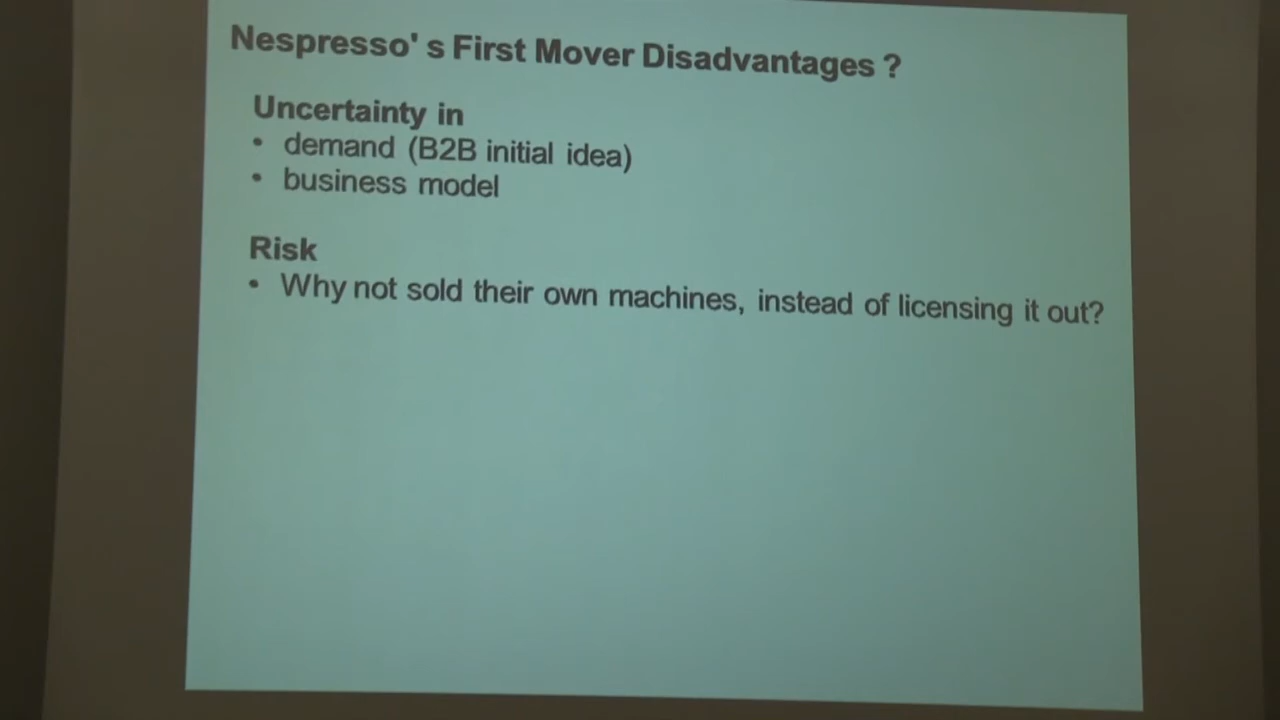 Nespresso' s First Mover Disadvantages ?
Uncertainty in
• demand (B2B initial idea)
• business model
Risk
• Why not sold their own machines, instead of licensing it out?